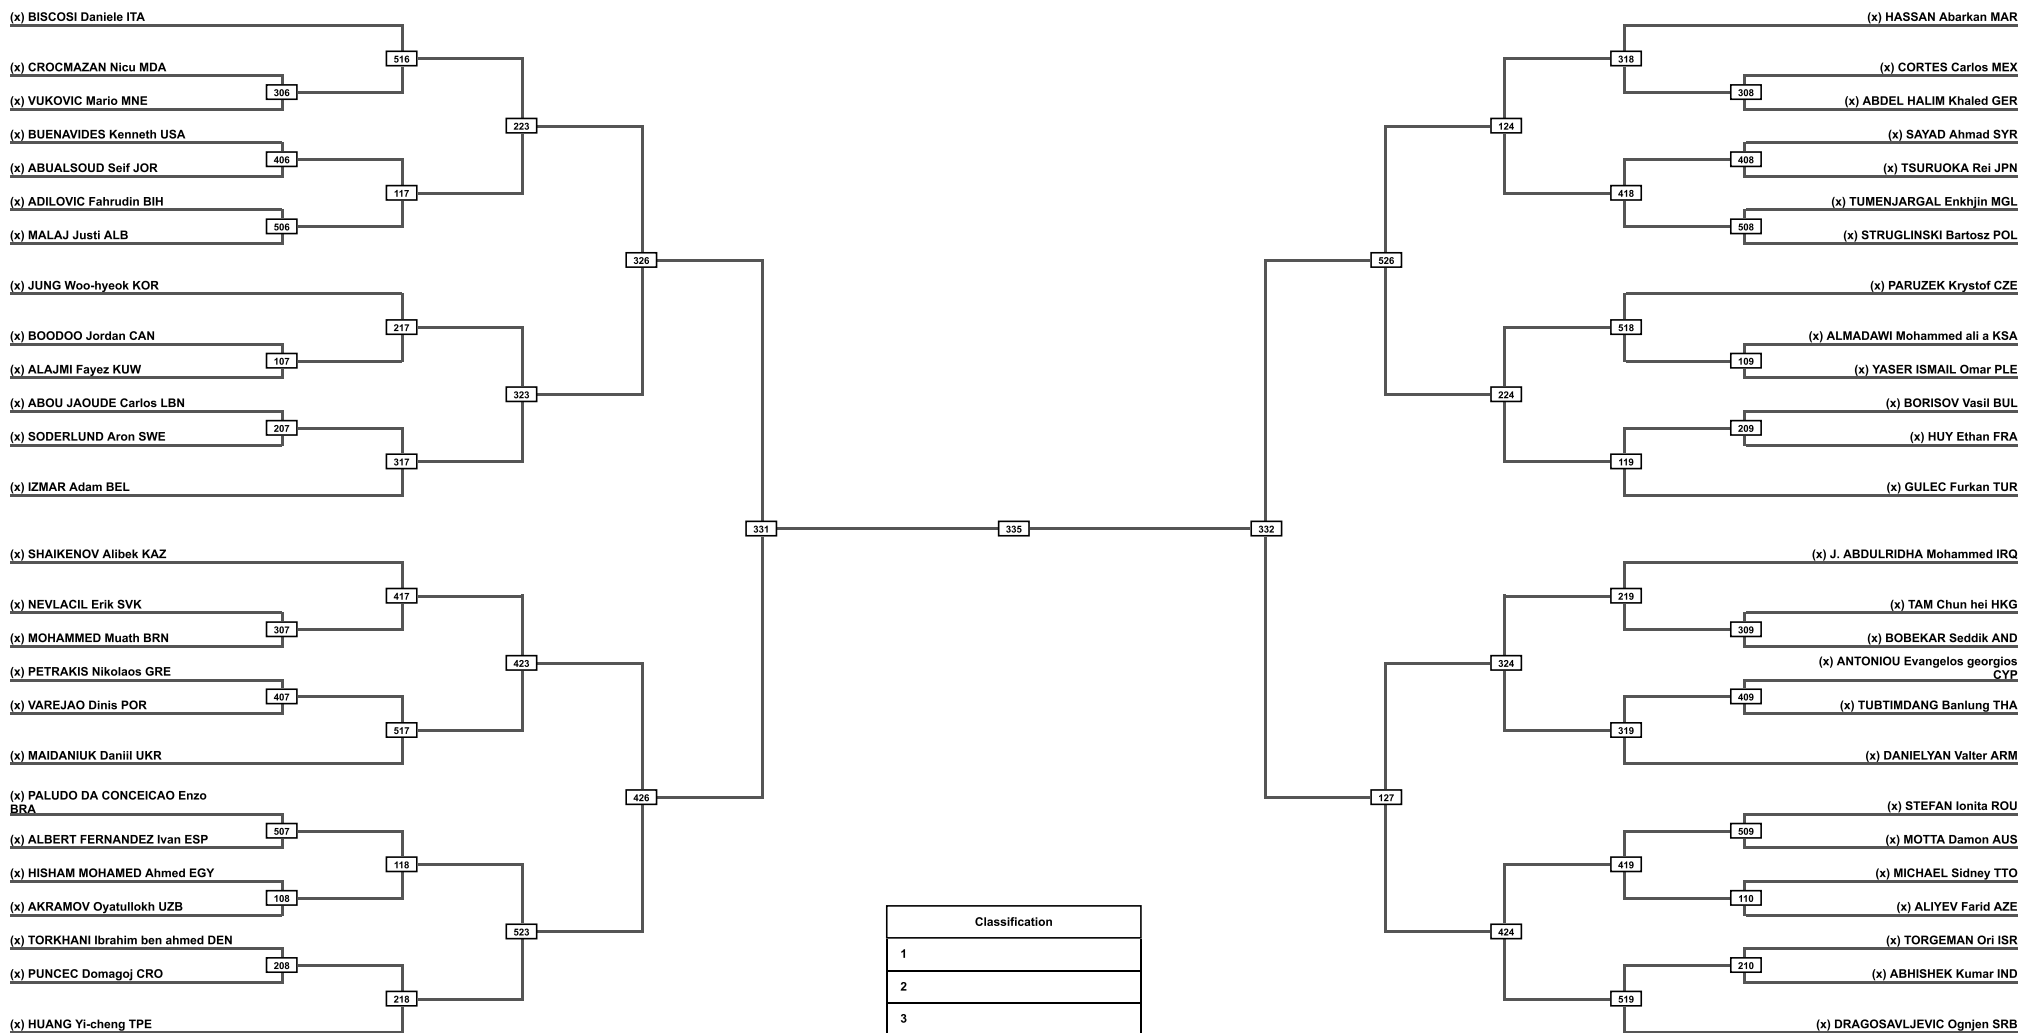 (x) BISCOSI Daniele ITA
516
(x) CROCMAZAN Nicu MDA
306
(x) VUKOVIC Mario MNE
223
(x) BUENAVIDES Kenneth USA
406
(x) ABUALSOUD Seif JOR
117
(x) ADILOVIC Fahrudin BIH
506
(x) MALAJ Justi ALB
326
(x) JUNG Woo-hyeok KOR
217
(x) BOODOO Jordan CAN
107
(x) ALAJMI Fayez KUW
323
(x) ABOU JAOUDE Carlos LBN
207
(x) SODERLUND Aron SWE
317
(x) IZMAR Adam BEL
331
(x) SHAIKENOV Alibek KAZ
417
(x) NEVLACIL Erik SVK
307
(x) MOHAMMED Muath BRN
423
(x) PETRAKIS Nikolaos GRE
407
(x) VAREJAO Dinis POR
517
(x) MAIDANIUK Daniil UKR
426
(x) PALUDO DA CONCEICAO Enzo
BRA
507
(x) ALBERT FERNANDEZ Ivan ESP
118
(x) HISHAM MOHAMED Ahmed EGY
108
(x) AKRAMOV Oyatullokh UZB
523
(x) TORKHANI Ibrahim ben ahmed DEN
208
(x) PUNCEC Domagoj CRO
218
(x) HUANG Yi-cheng TPE
335
(x) HASSAN Abarkan MAR
318
(x) CORTES Carlos MEX
308
(x) ABDEL HALIM Khaled GER
124
(x) SAYAD Ahmad SYR
408
(x) TSURUOKA Rei JPN
418
(x) TUMENJARGAL Enkhjin MGL
508
(x) STRUGLINSKI Bartosz POL
526
(x) PARUZEK Krystof CZE
518
(x) ALMADAWI Mohammed ali a KSA
109
(x) YASER ISMAIL Omar PLE
224
(x) BORISOV Vasil BUL
209
(x) HUY Ethan FRA
119
(x) GULEC Furkan TUR
332
(x) J. ABDULRIDHA Mohammed IRQ
219
(x) TAM Chun hei HKG
309
(x) BOBEKAR Seddik AND
324
(x) ANTONIOU Evangelos georgios
CYP
409
(x) TUBTIMDANG Banlung THA
319
(x) DANIELYAN Valter ARM
127
(x) STEFAN Ionita ROU
509
(x) MOTTA Damon AUS
419
(x) MICHAEL Sidney TTO
110
(x) ALIYEV Farid AZE
424
(x) TORGEMAN Ori ISR
210
(x) ABHISHEK Kumar IND
519
(x) DRAGOSAVLJEVIC Ognjen SRB
Classification
1
2
3